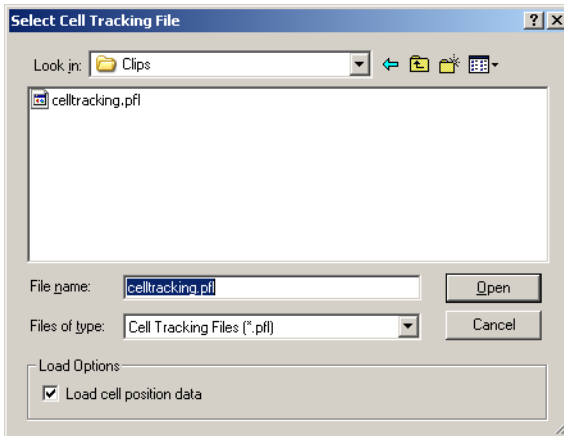 Select Cell Tracking File
Look in: Clips
celltracking.pfl
File name: celltracking.pfl Open
Files of type: Cell Tracking Files (*.pfl) Cancel
Load Options
Load cell position data